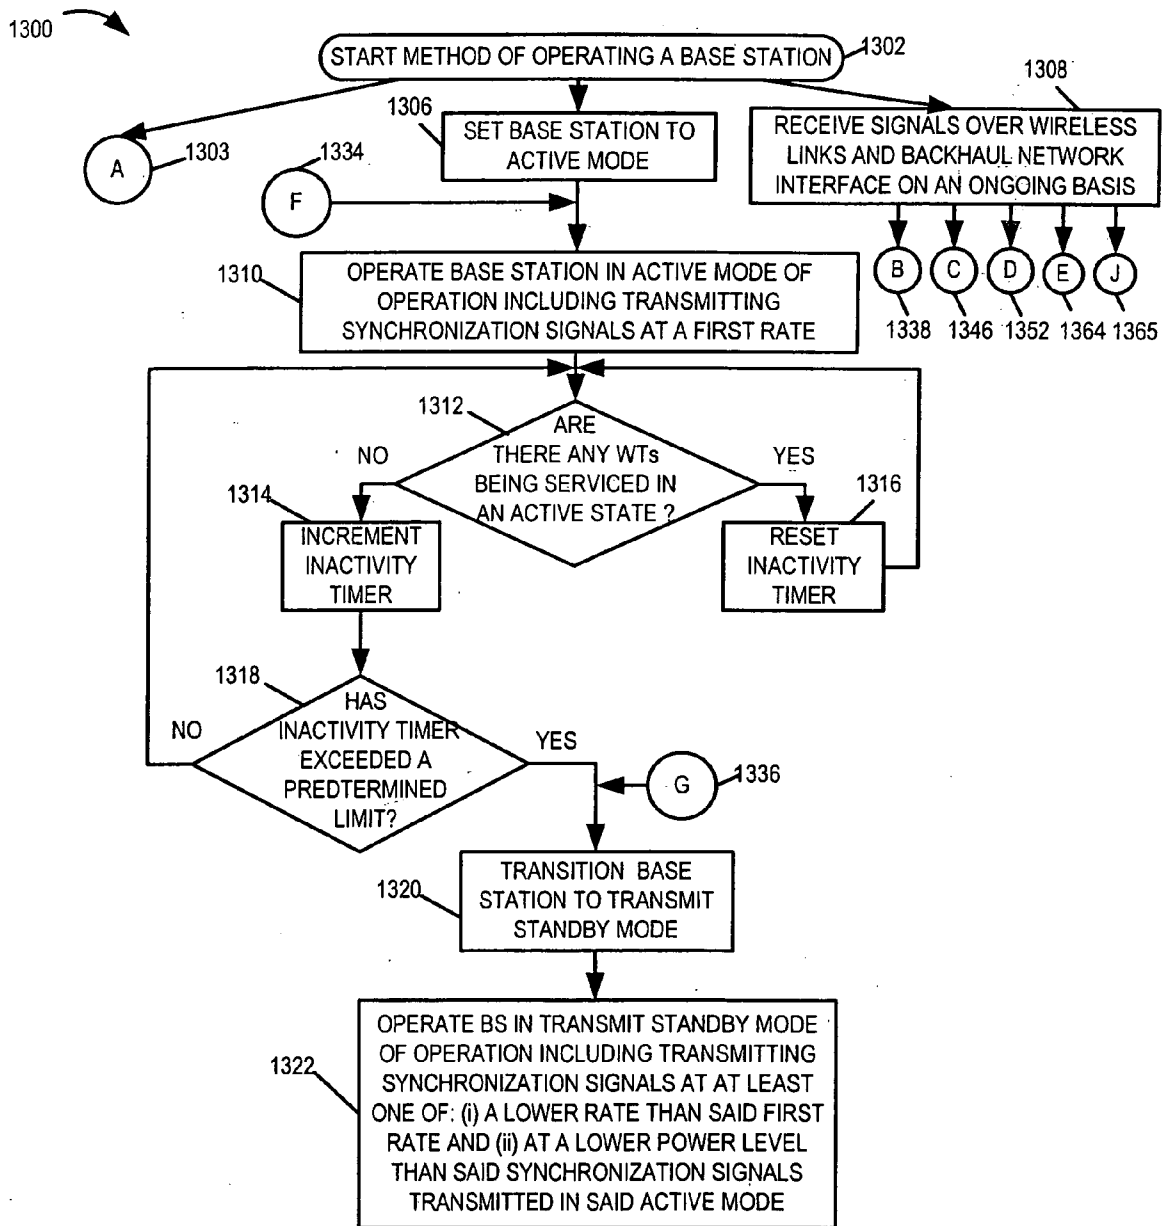 1300
START METHOD OF OPERATING A BASE STATION
1302
A
1303
1306
SET BASE STATION TO
ACTIVE MODE
1308
RECEIVE SIGNALS OVER WIRELESS
LINKS AND BACKHAUL NETWORK
INTERFACE ON AN ONGOING BASIS
F
1334
B
C
D
E
J
1338
1346
1352
1364
1365
1310
OPERATE BASE STATION IN ACTIVE MODE OF
OPERATION INCLUDING TRANSMITTING
SYNCHRONIZATION SIGNALS AT A FIRST RATE
1312
ARE
THERE ANY WTs
BEING SERVICED IN
AN ACTIVE STATE ?
NO
YES
1314
INCREMENT
INACTIVITY
TIMER
1316
RESET
INACTIVITY
TIMER
1318
HAS
INACTIVITY TIMER
EXCEEDED A
PREDTERMINED
LIMIT?
NO
YES
G
1336
1320
TRANSITION BASE
STATION TO TRANSMIT
STANDBY MODE
1322
OPERATE BS IN TRANSMIT STANDBY MODE
OF OPERATION INCLUDING TRANSMITTING
SYNCHRONIZATION SIGNALS AT AT LEAST
ONE OF: (i) A LOWER RATE THAN SAID FIRST
RATE AND (ii) AT A LOWER POWER LEVEL
THAN SAID SYNCHRONIZATION SIGNALS
TRANSMITTED IN SAID ACTIVE MODE